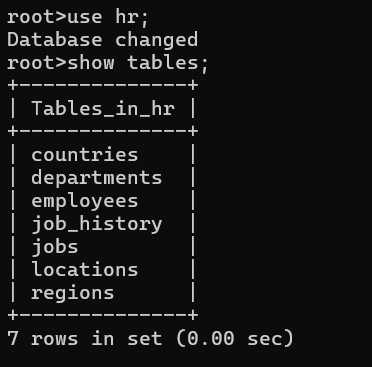 root>use hr;
Database changed
root>show tables;
+--------------+
| Tables_in_hr |
+--------------+
| countries    |
| departments  |
| employees    |
| job_history  |
| jobs         |
| locations    |
| regions      |
+--------------+
7 rows in set (0.00 sec)